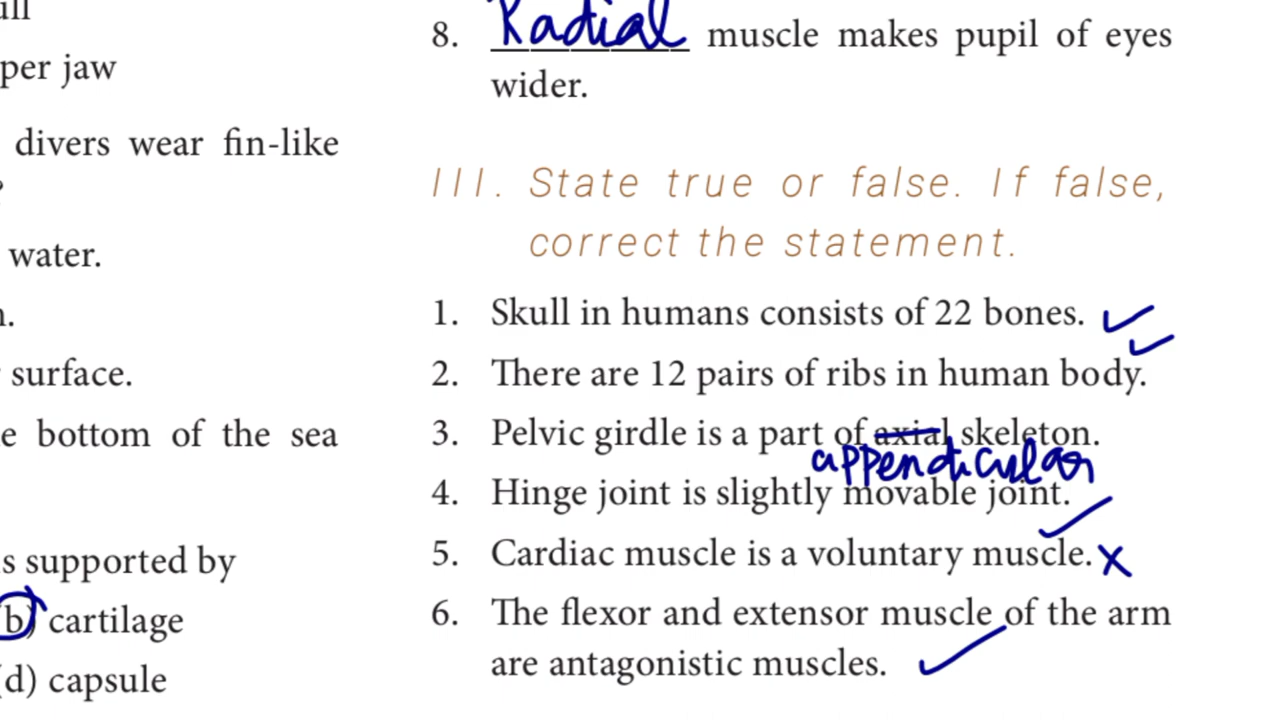 ull
per jaw
divers wear fin-like
?
water.
n.
surface.
e bottom of the sea
s supported by
(b) cartilage
(d) capsule
8. Radial muscle makes pupil of eyes
wider.
III. State true or false. If false,
correct the statement.
1. Skull in humans consists of 22 bones. ✓
2. There are 12 pairs of ribs in human body. ✓
3. Pelvic girdle is a part of axial skeleton.
appendicular
4. Hinge joint is slightly movable joint. ✓
5. Cardiac muscle is a voluntary muscle. x
6. The flexor and extensor muscle of the arm
are antagonistic muscles. ✓